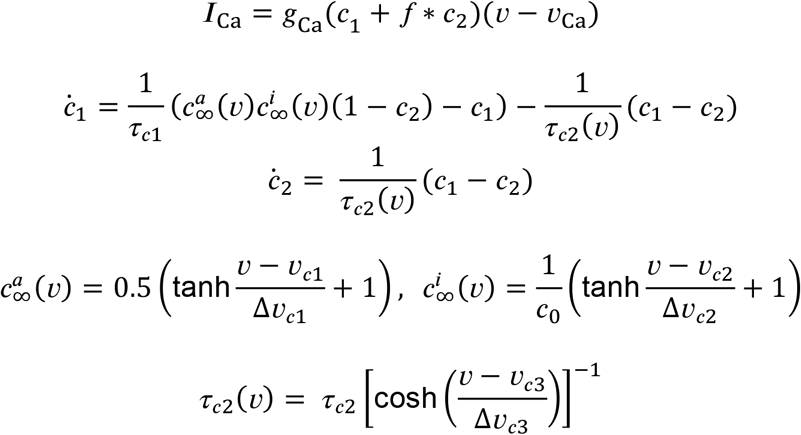 I_Ca = g_Ca(c_1 + f * c_2)(v − v_Ca)
ċ_1 = 1/τ_c1 (c^a_∞(v)c^i_∞(v)(1 − c_2) − c_1) − 1/τ_c2(v) (c_1 − c_2)
ċ_2 = 1/τ_c2(v) (c_1 − c_2)
c^a_∞(v) = 0.5 (tanh (v − v_c1)/Δv_c1 + 1), c^i_∞(v) = 1/c_0 (tanh (v − v_c2)/Δv_c2 + 1)
τ_c2(v) = τ_c2 [cosh ((v − v_c3)/Δv_c3)]^−1